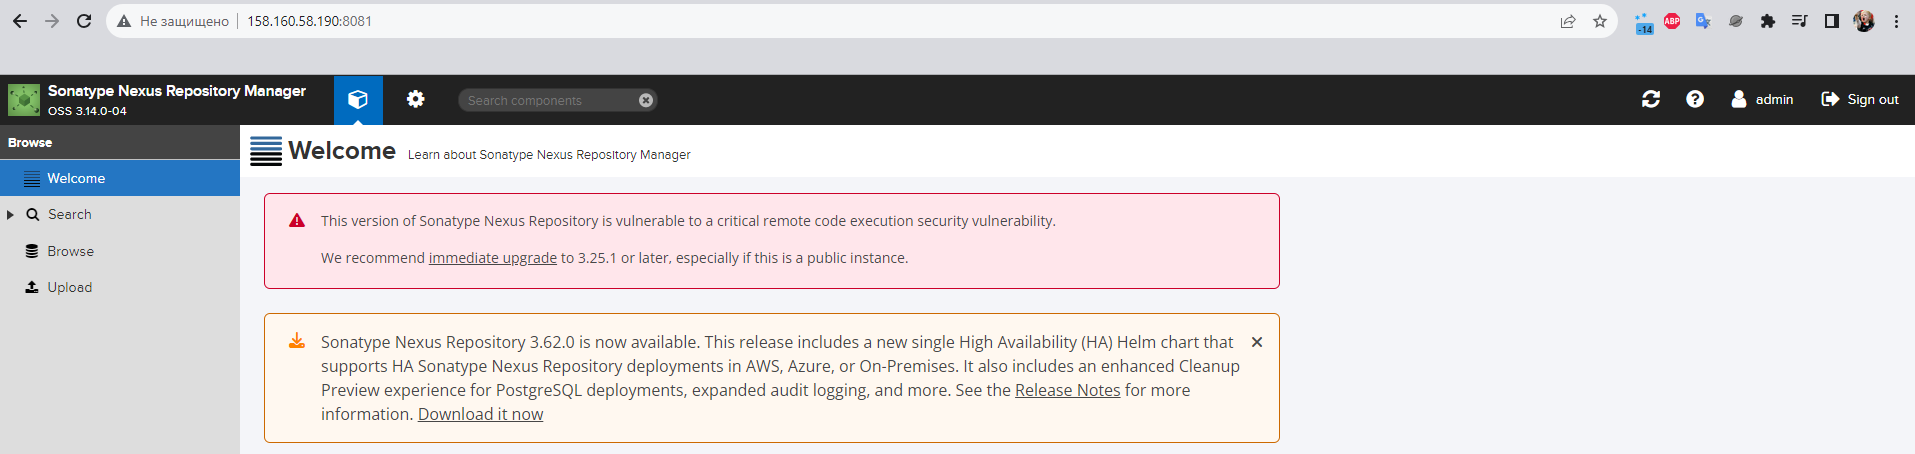 Не защищено 158.160.58.190:8081
-14
ABP
G
Sonatype Nexus Repository Manager
OSS 3.14.0-04
Search components
admin
Sign out
Browse
Welcome
Search
Browse
Upload
Welcome Learn about Sonatype Nexus Repository Manager
This version of Sonatype Nexus Repository is vulnerable to a critical remote code execution security vulnerability.
We recommend immediate upgrade to 3.25.1 or later, especially if this is a public instance.
Sonatype Nexus Repository 3.62.0 is now available. This release includes a new single High Availability (HA) Helm chart that
supports HA Sonatype Nexus Repository deployments in AWS, Azure, or On-Premises. It also includes an enhanced Cleanup
Preview experience for PostgreSQL deployments, expanded audit logging, and more. See the Release Notes for more
information. Download it now